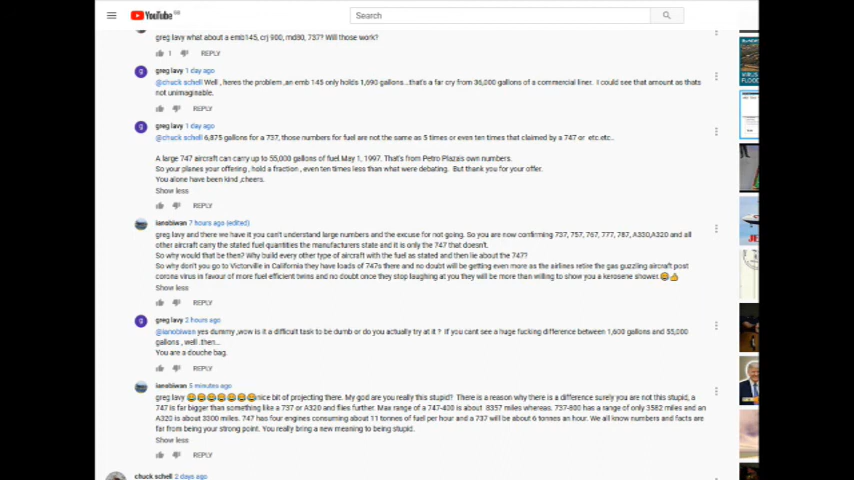 YouTube
Search
greg lavy what about a emb145, crj 900, md80, 737? Will those work?
1 REPLY
greg lavy 1 day ago
@chuck schell Well , heres the problem ,an emb 145 only holds 1,690 gallons...that's a far cry from 36,000 gallons of a commercial liner. I could see that amount as thats
not unimaginable.
REPLY
greg lavy 1 day ago
@chuck schell 6,875 gallons for a 737, those numbers for fuel are not the same as 5 times or even ten times that claimed by a 747 or etc.etc..
A large 747 aircraft can carry up to 55,000 gallons of fuel.May 1, 1997. That's from Petro Plaza's own numbers.
So your planes your offering , hold a fraction , even ten times less than what were debating. But thank you for your offer.
You alone have been kind ,cheers.
Show less
REPLY
ianobiwan 7 hours ago (edited)
greg lavy and there we have it you can't understand large numbers and the excuse for not going. So you are now confirming 737, 757, 767, 777, 787, A330,A320 and all
other aircraft carry the stated fuel quantities the manufacturers state and it is only the 747 that doesn't.
So why would that be then? Why build every other type of aircraft with the fuel as stated and then lie about the 747?
So why don't you go to Victorville in California they have loads of 747s there and no doubt will be getting even more as the airlines retire the gas guzzling aircraft post
corona virus in favour of more fuel efficient twins and no doubt once they stop laughing at you they will be more than willing to show you a kerosene shower.😂👍
Show less
REPLY
greg lavy 2 hours ago
@ianobiwan yes dummy ,wow is it a difficult task to be dumb or do you actually try at it ? If you cant see a huge fucking difference between 1,600 gallons and 55,000
gallons , well .then...
You are a douche bag.
REPLY
ianobiwan 5 minutes ago
greg lavy 😂😂😂😂😂😂😂nice bit of projecting there. My god are you really this stupid? There is a reason why there is a difference surely you are not this stupid, a
747 is far bigger than something like a 737 or A320 and flies further. Max range of a 747-400 is about 8357 miles whereas. 737-800 has a range of only 3582 miles and an
A320 is about 3300 miles. 747 has four engines consuming about 11 tonnes of fuel per hour and a 737 will be about 6 tonnes an hour. We all know numbers and facts are
far from being your strong point. You really bring a new meaning to being stupid.
Show less
REPLY
chuck schell 2 days ago